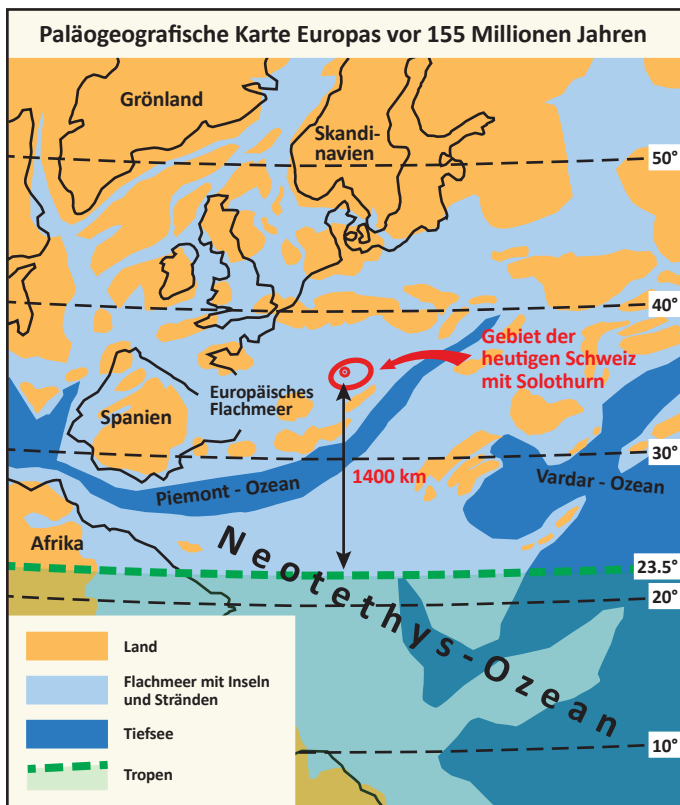 Paläogeografische Karte Europas vor 155 Millionen Jahren
Grönland
Skandi-
navien
50°
40°
Gebiet der
heutigen Schweiz
mit Solothurn
Europäisches
Flachmeer
Spanien
30°
1400 km
Piemont - Ozean
Vardar - Ozean
Afrika
Neotethys-Ozean
23.5°
20°
10°
Land
Flachmeer mit Inseln
und Stränden
Tiefsee
Tropen